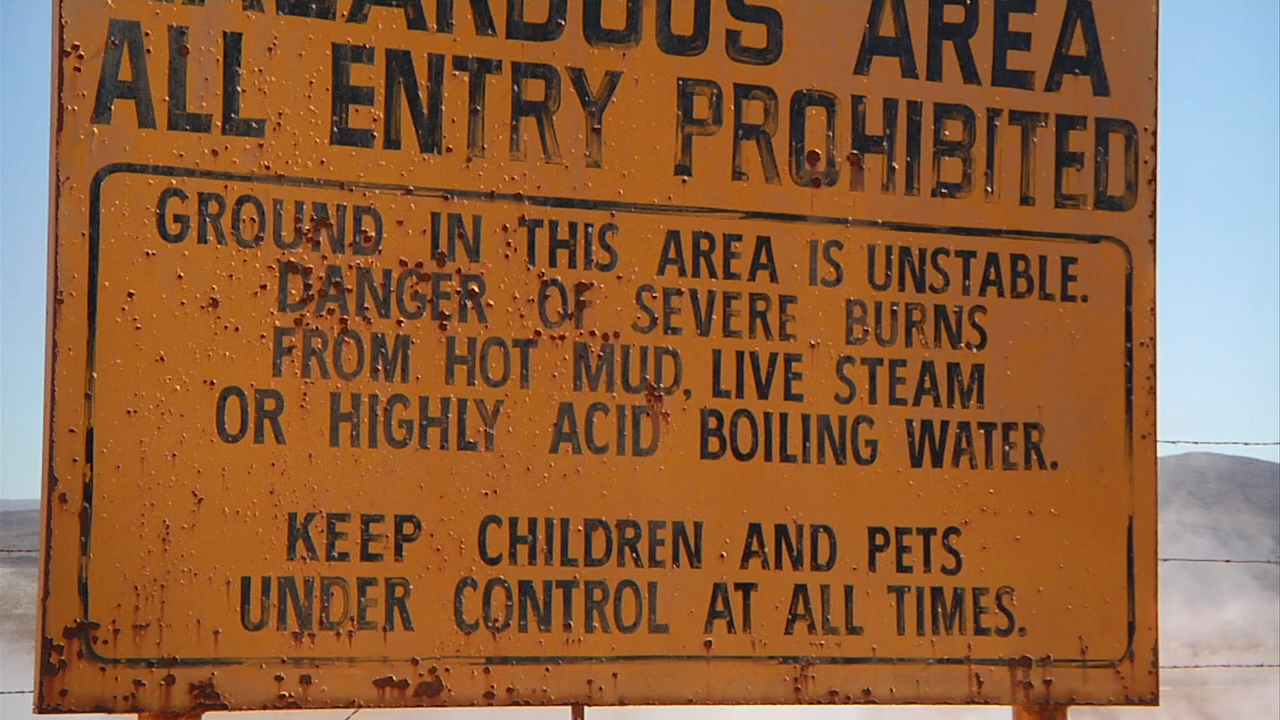 HAZARDOUS AREA
ALL ENTRY PROHIBITED
GROUND IN THIS AREA IS UNSTABLE.
DANGER OF SEVERE BURNS
FROM HOT MUD, LIVE STEAM
OR HIGHLY ACID BOILING WATER.
KEEP CHILDREN AND PETS
UNDER CONTROL AT ALL TIMES.